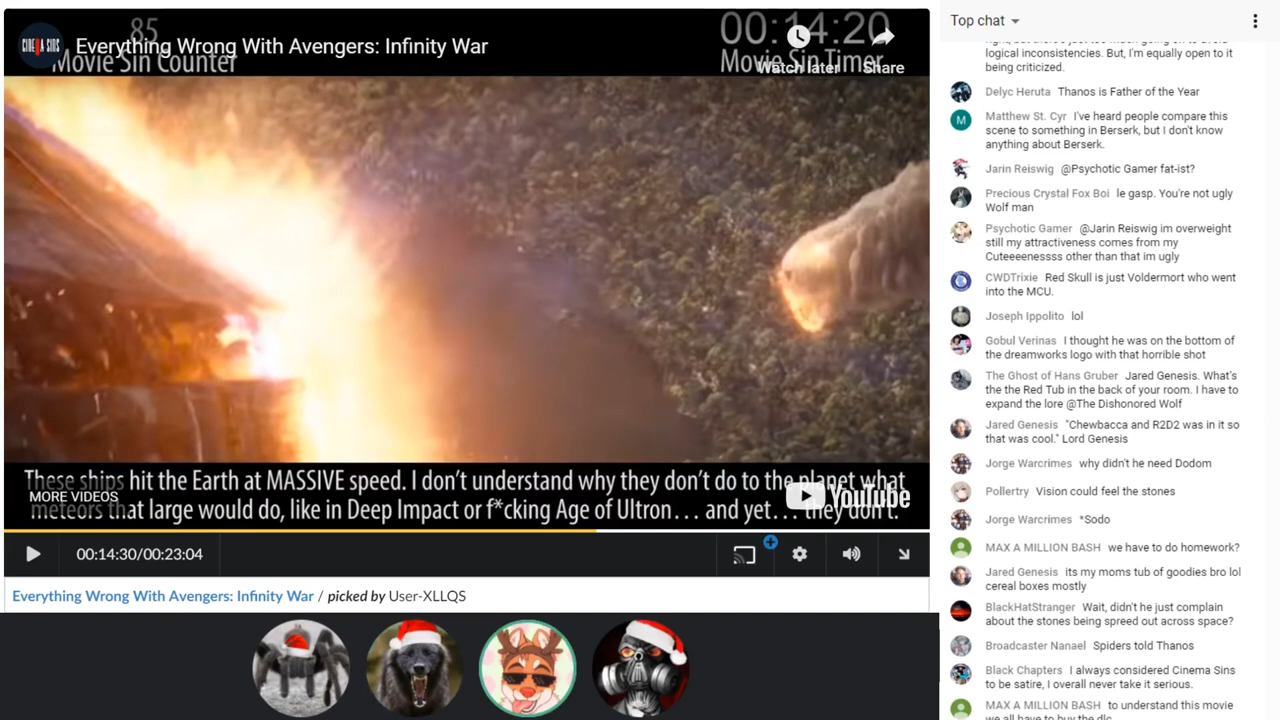 85
00:14:20
CINEMA SINS
Everything Wrong With Avengers: Infinity War
Movie Sin Counter
Movie Sin Timer
Watch later
Share
These ships hit the Earth at MASSIVE speed. I don't understand why they don't do to the planet what
meteors that large would do, like in Deep Impact or f*cking Age of Ultron... and yet... they don't.
MORE VIDEOS
YouTube
00:14:30/00:23:04
Everything Wrong With Avengers: Infinity War / picked by User-XLLQS
Top chat
logical inconsistencies. But, I'm equally open to it
being criticized.
Delyc Heruta Thanos is Father of the Year
M
Matthew St. Cyr I've heard people compare this
scene to something in Berserk, but I don't know
anything about Berserk.
Jarin Reiswig @Psychotic Gamer fat-ist?
Precious Crystal Fox Boi le gasp. You're not ugly
Wolf man
Psychotic Gamer @Jarin Reiswig im overweight
still my attractiveness comes from my
Cuteeeenessss other than that im ugly
CWDTrixie Red Skull is just Voldermort who went
into the MCU.
Joseph Ippolito lol
Gobul Verinas I thought he was on the bottom of
the dreamworks logo with that horrible shot
The Ghost of Hans Gruber Jared Genesis. What's
the the Red Tub in the back of your room. I have to
expand the lore @The Dishonored Wolf
Jared Genesis "Chewbacca and R2D2 was in it so
that was cool." Lord Genesis
Jorge Warcrimes why didn't he need Dodom
Pollertry Vision could feel the stones
Jorge Warcrimes *Sodo
MAX A MILLION BASH we have to do homework?
Jared Genesis its my moms tub of goodies bro lol
cereal boxes mostly
BlackHatStranger Wait, didn't he just complain
about the stones being spreed out across space?
Broadcaster Nanael Spiders told Thanos
Black Chapters I always considered Cinema Sins
to be satire, I overall never take it serious.
MAX A MILLION BASH to understand this movie
we all have to buy the dlc